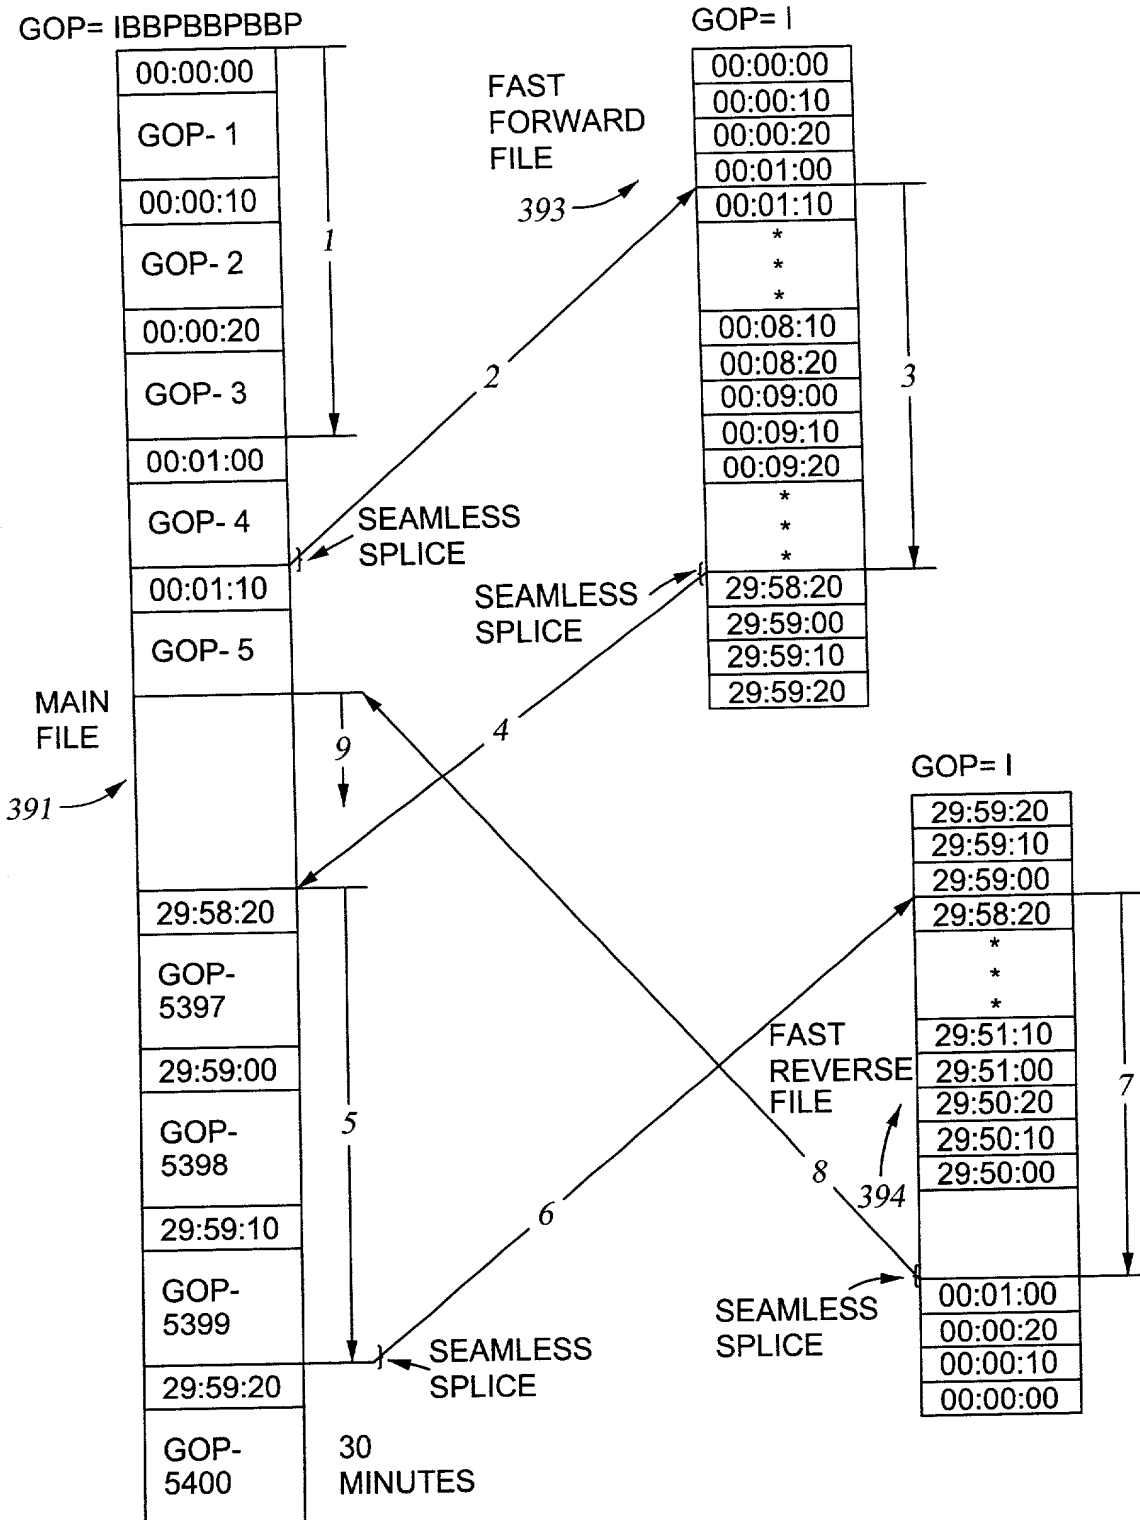 GOP= IBBPBBPBBP
00:00:00
GOP- 1
00:00:10
GOP- 2
00:00:20
GOP- 3
00:01:00
GOP- 4
00:01:10
GOP- 5
MAIN
FILE
391
29:58:20
GOP-
5397
29:59:00
GOP-
5398
29:59:10
GOP-
5399
29:59:20
GOP-
5400
30
MINUTES
1
2
SEAMLESS
SPLICE
FAST
FORWARD
FILE
393
GOP= I
00:00:00
00:00:10
00:00:20
00:01:00
00:01:10
*
*
*
00:08:10
00:08:20
00:09:00
00:09:10
00:09:20
*
*
*
29:58:20
29:59:00
29:59:10
29:59:20
3
SEAMLESS
SPLICE
4
9
5
6
SEAMLESS
SPLICE
GOP= I
29:59:20
29:59:10
29:59:00
29:58:20
*
*
*
29:51:10
29:51:00
29:50:20
29:50:10
29:50:00
00:01:00
00:00:20
00:00:10
00:00:00
FAST
REVERSE
FILE
394
7
8
SEAMLESS
SPLICE